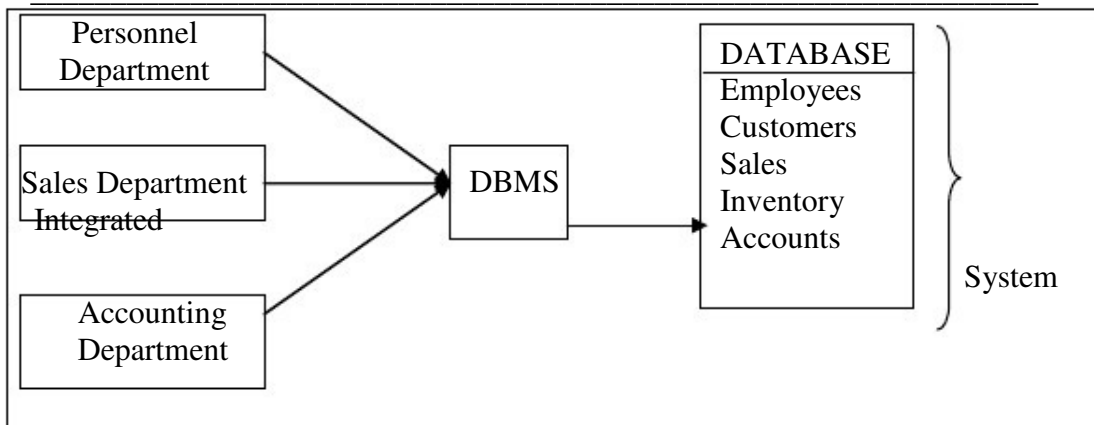 Personnel
Department
Sales Department
Integrated
Accounting
Department
DBMS
DATABASE
Employees
Customers
Sales
Inventory
Accounts
System